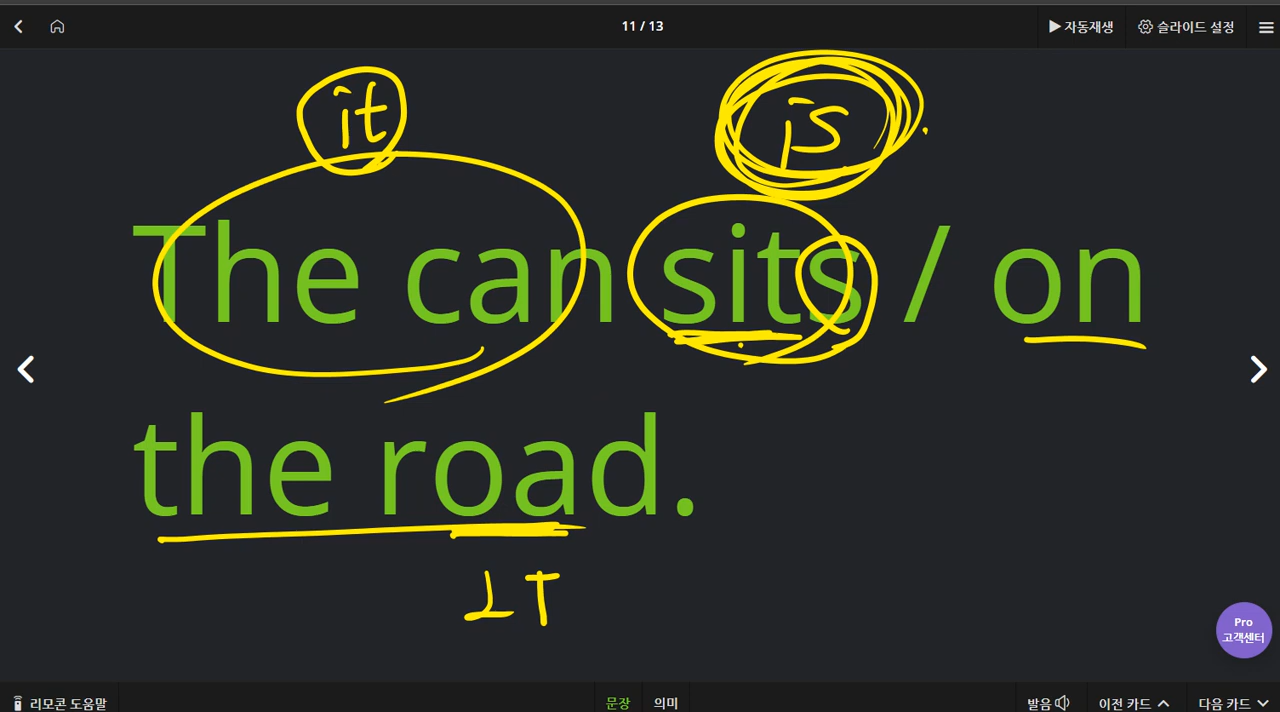 11 / 13
▶ 자동재생
슬라이드 설정
it
is
The can sits / on
the road.
ㅗㅜ
Pro
고객센터
리모콘 도움말
문장
의미
발음
이전 카드
다음 카드